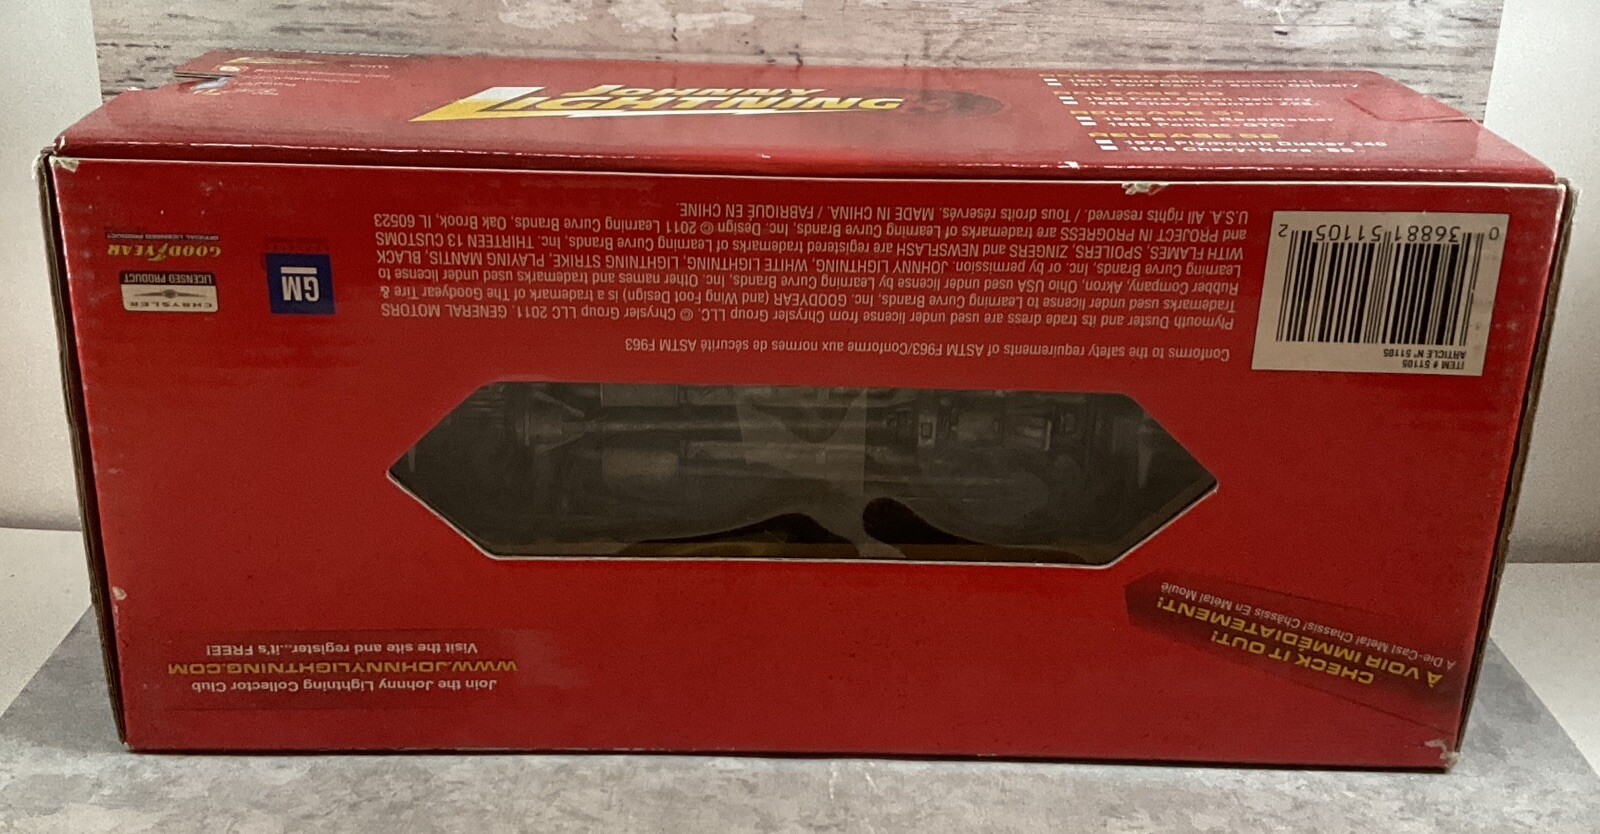 JOHNNY
LIGHTNING
RELEASE 51
RELEASE 52
1971 Plymouth Duster 340
1966 Chevy Nova SS
Join the Johnny Lightning Collector Club
WWW.JOHNNYLIGHTNING.COM
Visit the site and register...it's FREE!
CHECK IT OUT!
À VOIR IMMÉDIATEMENT!
A Die-Cast Metal Chassis! Châssis En Métal Moulé
Conforms to the safety requirements of ASTM F963/Conforme aux normes de sécurité ASTM F963
Plymouth Duster and its trade dress are used under license from Chrysler Group LLC. © Chrysler Group LLC 2011. GENERAL MOTORS
Trademarks used under license to Learning Curve Brands, Inc. GOODYEAR (and Wing Foot Design) is a trademark of The Goodyear Tire &
Rubber Company, Akron, Ohio USA used under license by Learning Curve Brands, Inc. Other names and trademarks used under license to
Learning Curve Brands, Inc. or by permission. JOHNNY LIGHTNING, WHITE LIGHTNING, LIGHTNING STRIKE, PLAYING MANTIS, BLACK
WITH FLAMES, SPOILERS, ZINGERS and NEWSFLASH are registered trademarks of Learning Curve Brands, Inc. THIRTEEN 13 CUSTOMS
and PROJECT IN PROGRESS are trademarks of Learning Curve Brands, Inc. Design © 2011 Learning Curve Brands, Oak Brook, IL 60523
U.S.A. All rights reserved. / Tous droits réservés. MADE IN CHINA. / FABRIQUÉ EN CHINE.
ITEM # 51105
ARTICLE N° 51105
0 36881 51105 2
GM
CHRYSLER
LICENSED PRODUCT
GOODYEAR
OFFICIAL LICENSED PRODUCT